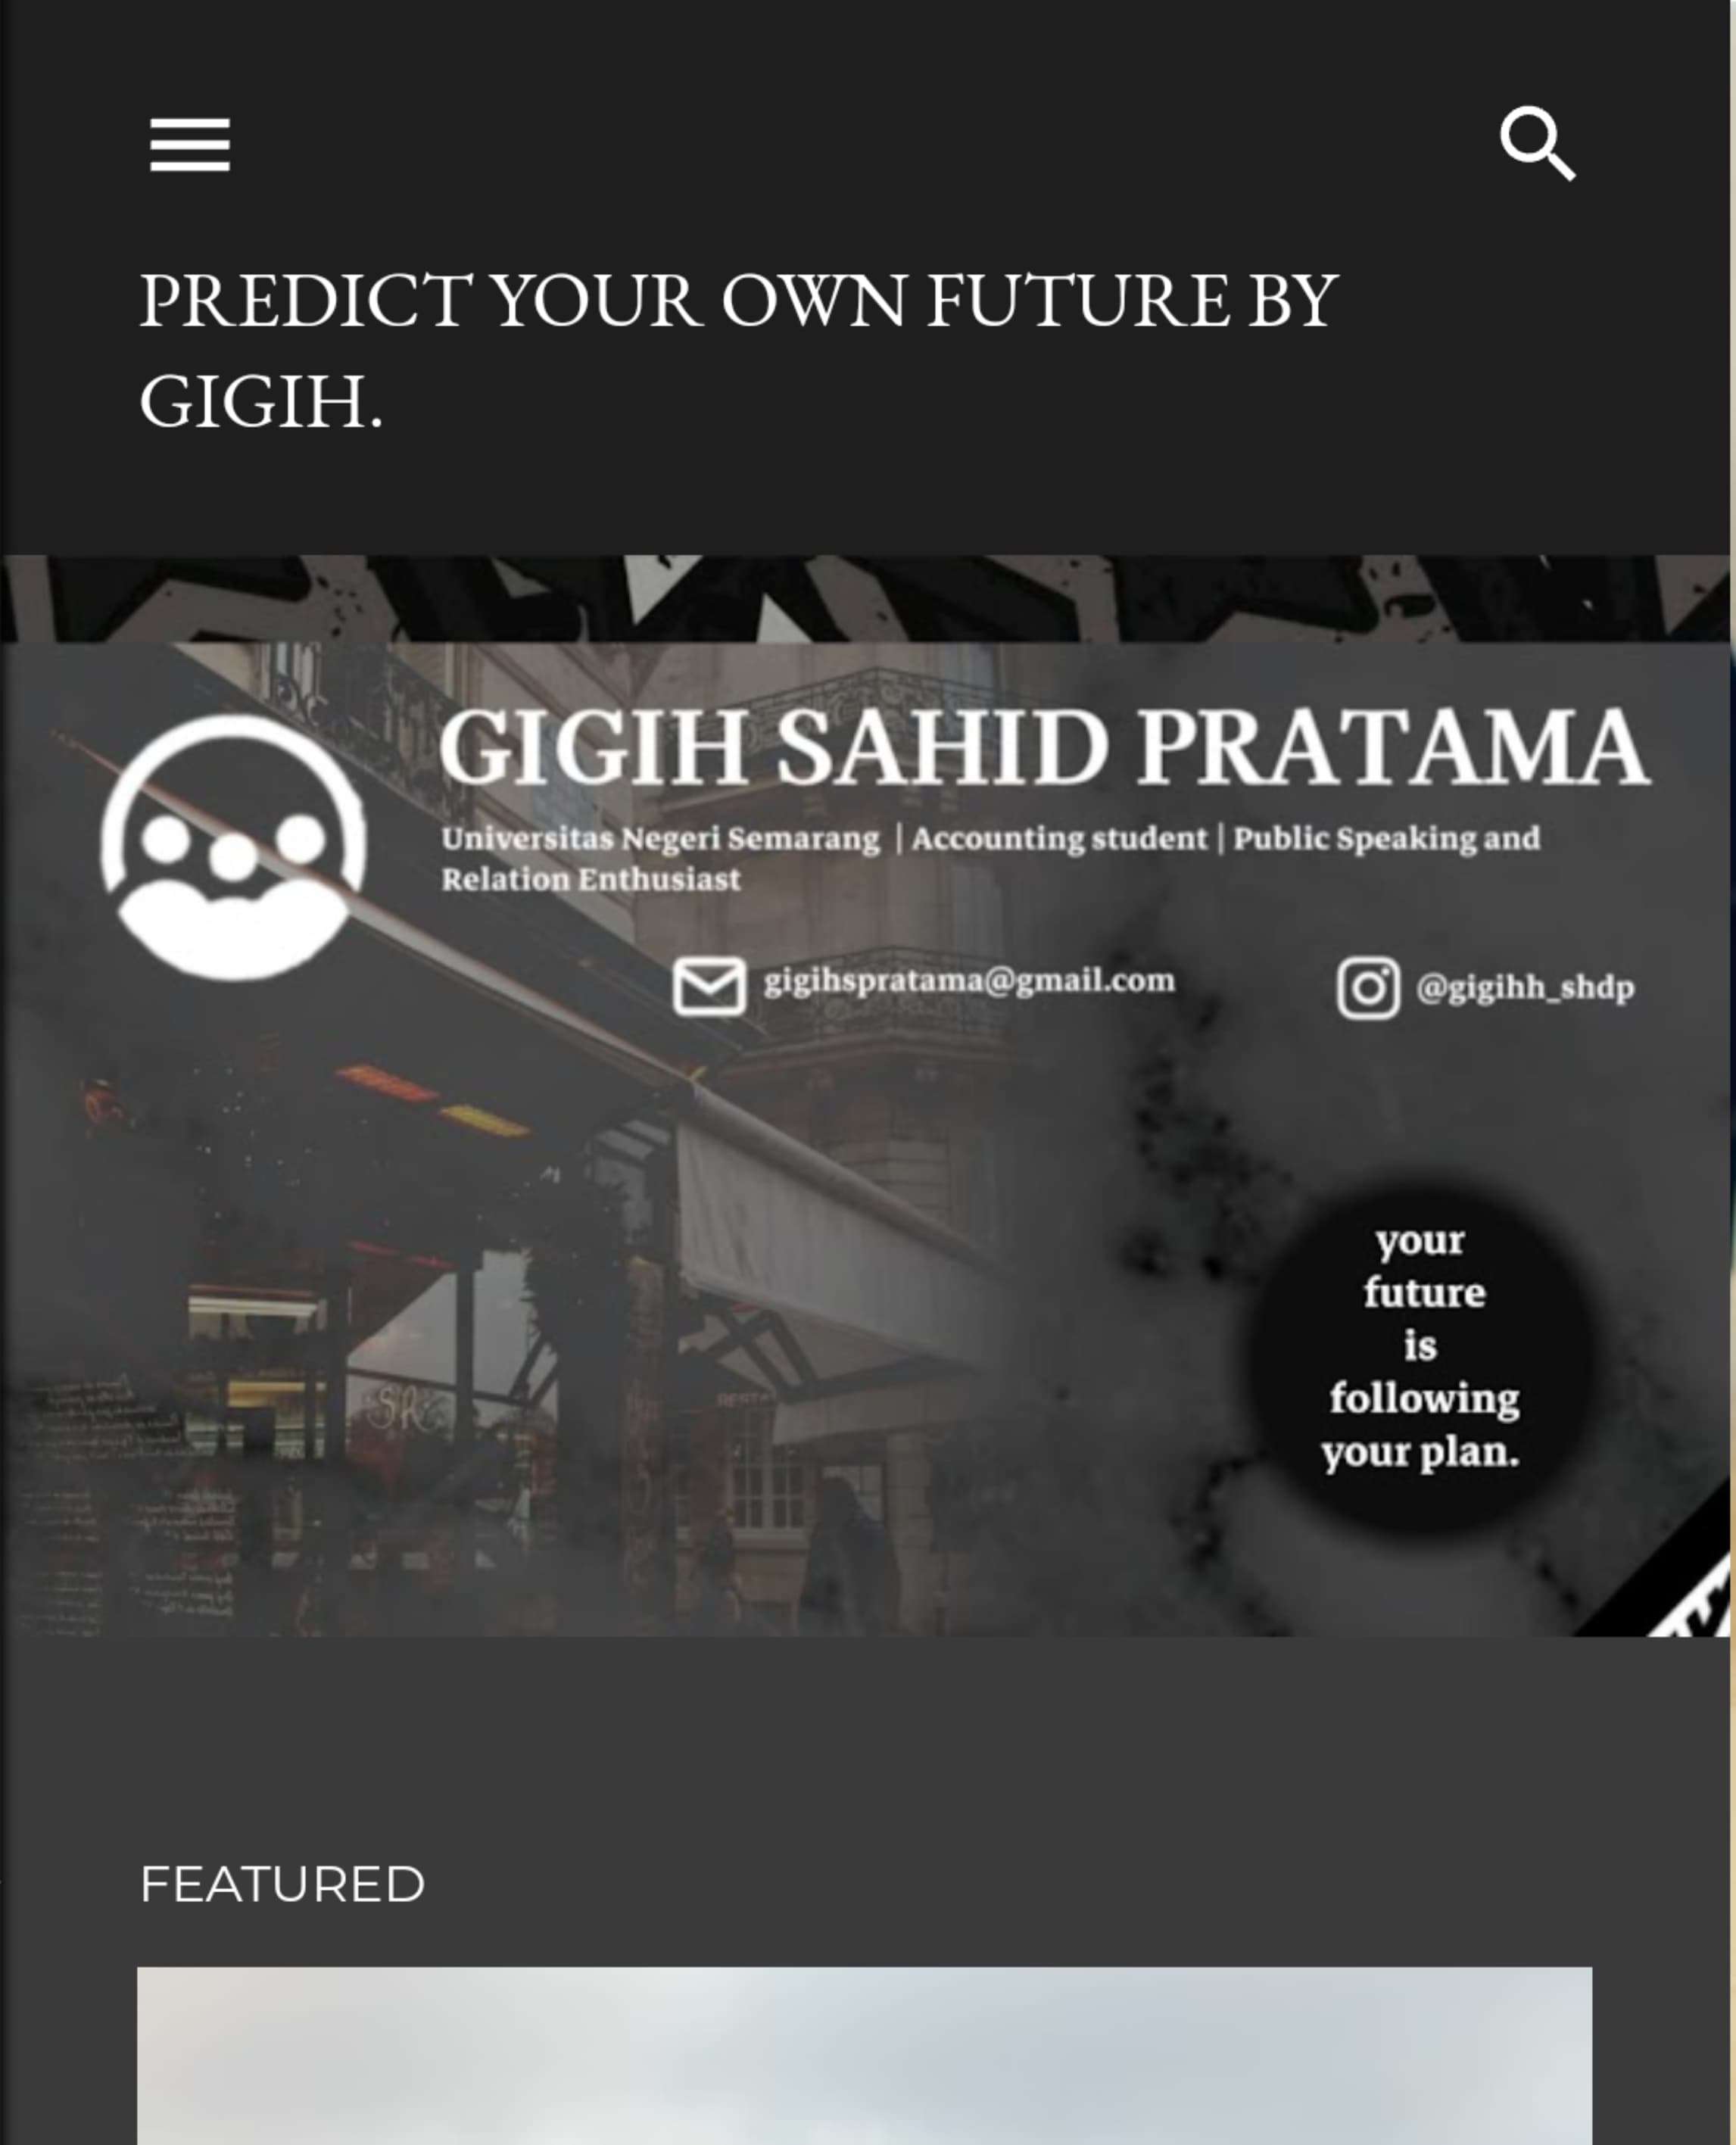 PREDICT YOUR OWN FUTURE BY
GIGIH.
GIGIH SAHID PRATAMA
Universitas Negeri Semarang | Accounting student | Public Speaking and
Relation Enthusiast
gigihspratama@gmail.com
@gigihh_shdp
your
future
is
following
your plan.
SR
FEATURED